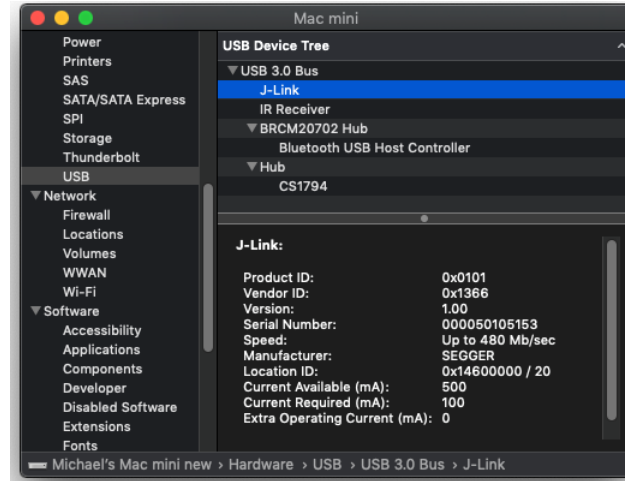 Mac mini
Power
Printers
SAS
SATA/SATA Express
SPI
Storage
Thunderbolt
USB
Network
Firewall
Locations
Volumes
WWAN
Wi-Fi
Software
Accessibility
Applications
Components
Developer
Disabled Software
Extensions
Fonts
USB Device Tree
USB 3.0 Bus
J-Link
IR Receiver
BRCM20702 Hub
Bluetooth USB Host Controller
Hub
CS1794
J-Link:
Product ID: 0x0101
Vendor ID: 0x1366
Version: 1.00
Serial Number: 000050105153
Speed: Up to 480 Mb/sec
Manufacturer: SEGGER
Location ID: 0x14600000 / 20
Current Available (mA): 500
Current Required (mA): 100
Extra Operating Current (mA): 0
Michael's Mac mini new › Hardware › USB › USB 3.0 Bus › J-Link